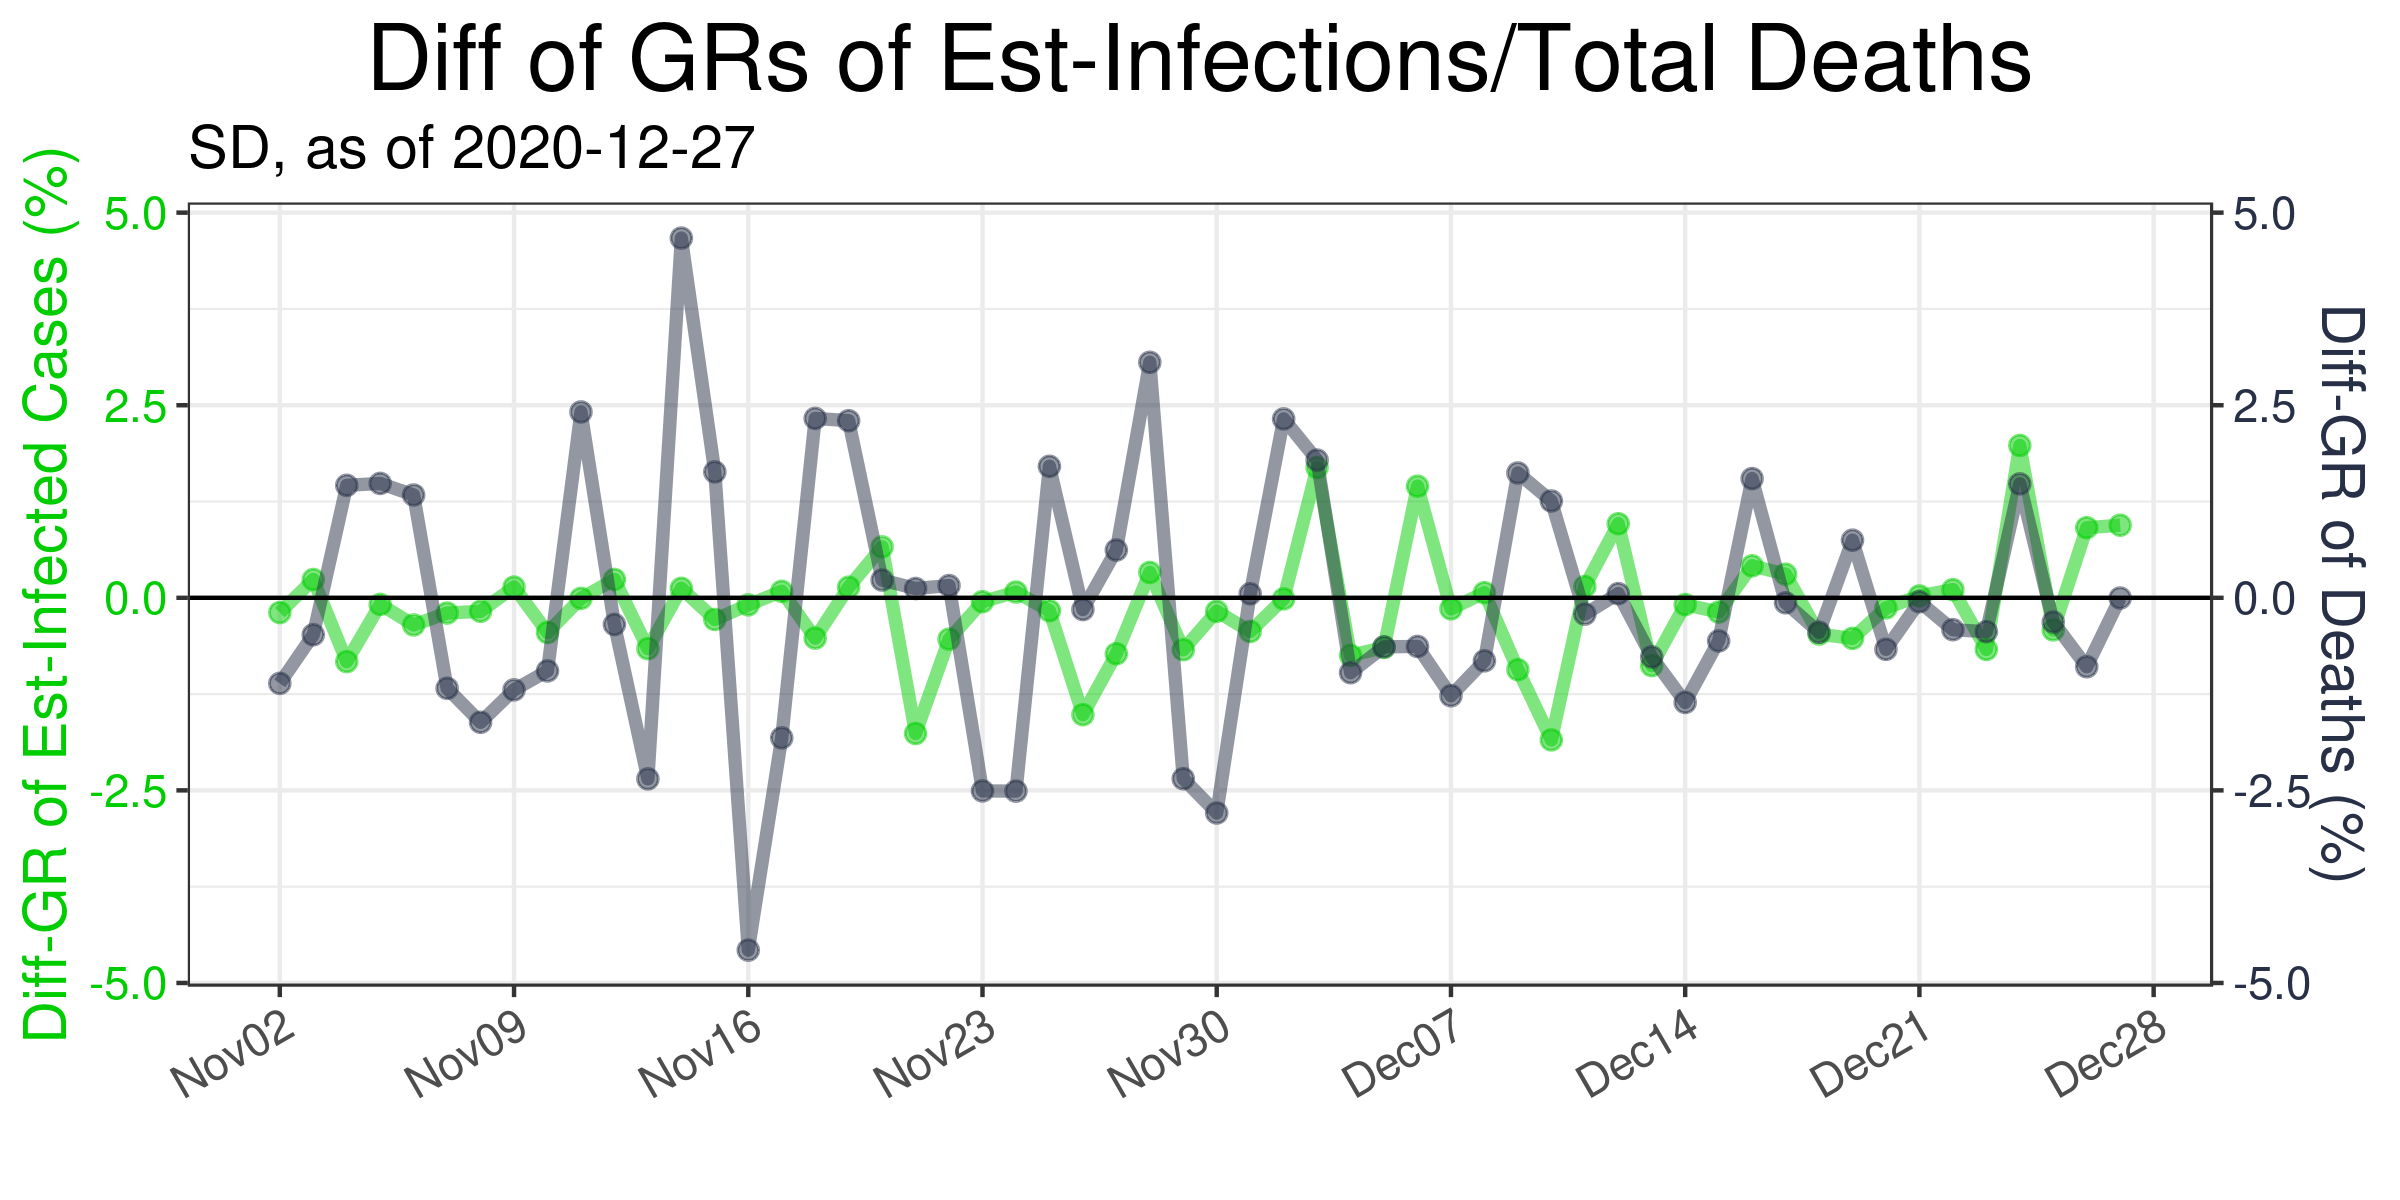 Diff of GRs of Est-Infections/Total Deaths
SD, as of 2020-12-27
Diff-GR of Est-Infected Cases (%)
5.0
2.5
0.0
-2.5
-5.0
5.0
2.5
0.0
-2.5
-5.0
Diff-GR of Deaths (%)
Nov02
Nov09
Nov16
Nov23
Nov30
Dec07
Dec14
Dec21
Dec28